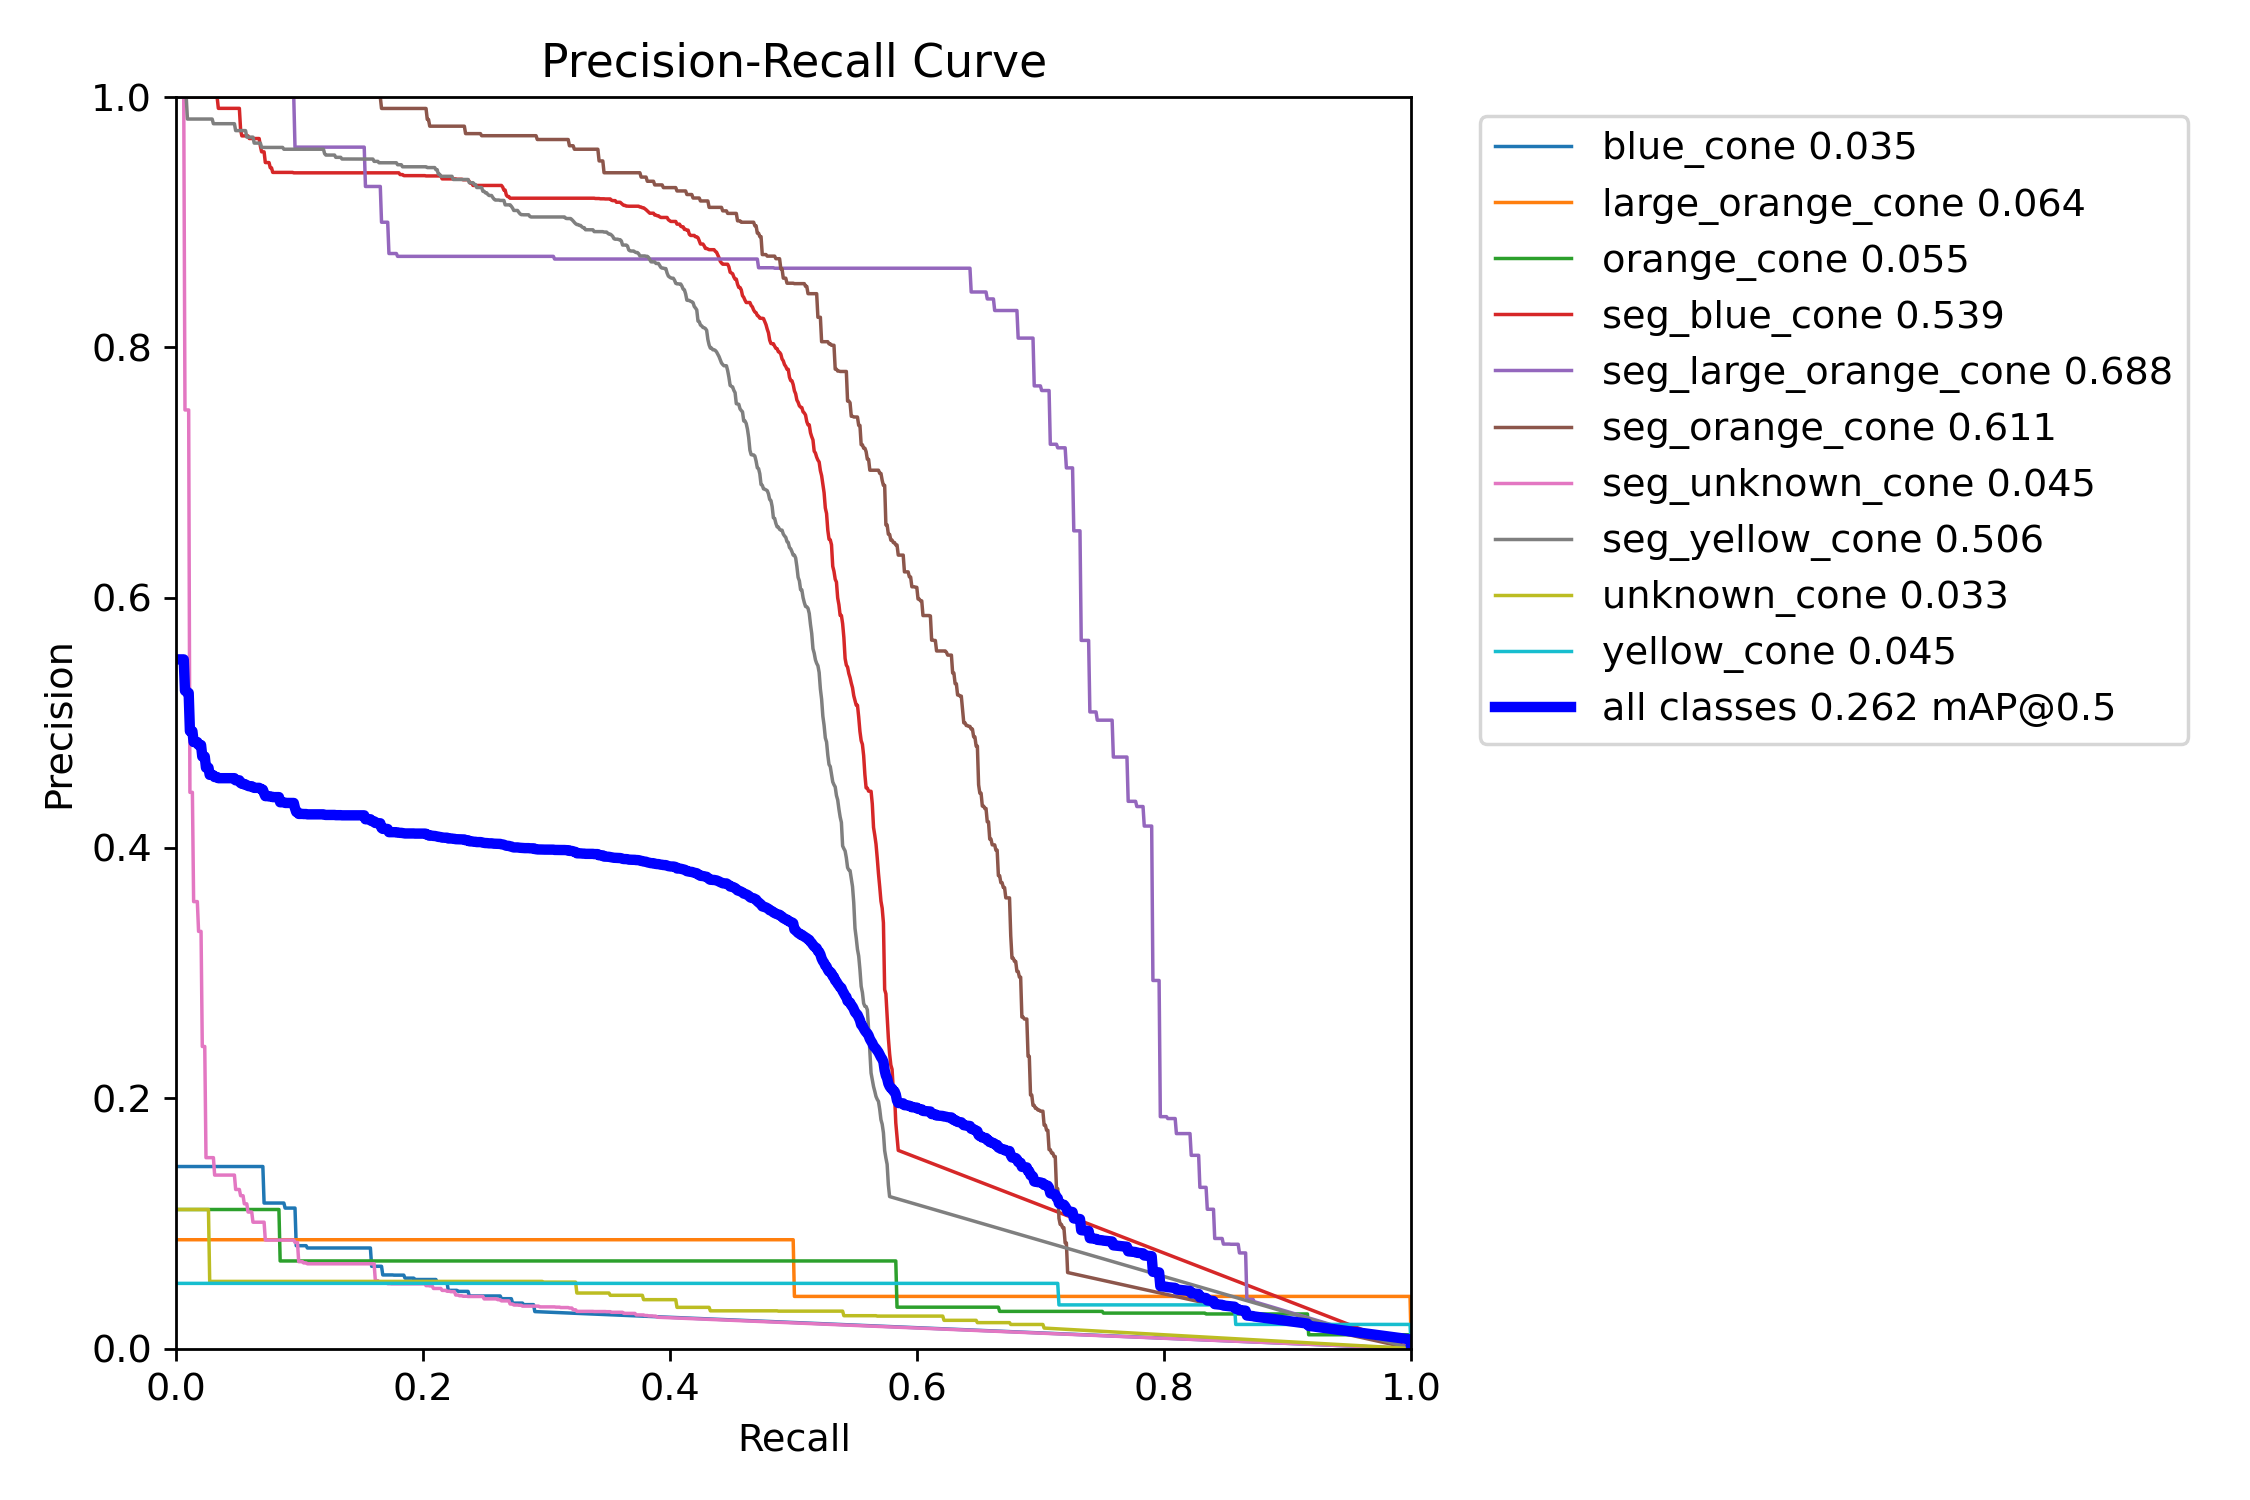 Precision-Recall Curve
1.0
0.8
0.6
0.4
0.2
0.0
Precision
0.0 0.2 0.4 0.6 0.8 1.0
Recall
blue_cone 0.035
large_orange_cone 0.064
orange_cone 0.055
seg_blue_cone 0.539
seg_large_orange_cone 0.688
seg_orange_cone 0.611
seg_unknown_cone 0.045
seg_yellow_cone 0.506
unknown_cone 0.033
yellow_cone 0.045
all classes 0.262 mAP@0.5